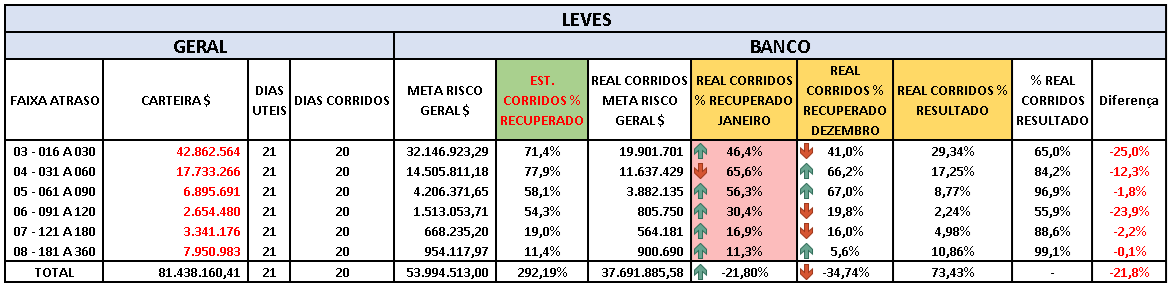 LEVES
GERAL BANCO
FAIXA ATRASO CARTEIRA $ DIAS UTEIS DIAS CORRIDOS META RISCO GERAL $ EST. CORRIDOS % RECUPERADO REAL CORRIDOS META RISCO GERAL $ REAL CORRIDOS % RECUPERADO JANEIRO REAL CORRIDOS % RECUPERADO DEZEMBRO REAL CORRIDOS % RESULTADO % REAL CORRIDOS RESULTADO Diferença
03 - 016 A 030 42.862.564 21 20 32.146.923,29 71,4% 19.901.701 46,4% 41,0% 29,34% 65,0% -25,0%
04 - 031 A 060 17.733.266 21 20 14.505.811,18 77,9% 11.637.429 65,6% 66,2% 17,25% 84,2% -12,3%
05 - 061 A 090 6.895.691 21 20 4.206.371,65 58,1% 3.882.135 56,3% 67,0% 8,77% 96,9% -1,8%
06 - 091 A 120 2.654.480 21 20 1.513.053,71 54,3% 805.750 30,4% 19,8% 2,24% 55,9% -23,9%
07 - 121 A 180 3.341.176 21 20 668.235,20 19,0% 564.181 16,9% 16,0% 4,98% 88,6% -2,2%
08 - 181 A 360 7.950.983 21 20 954.117,97 11,4% 900.690 11,3% 5,6% 10,86% 99,1% -0,1%
TOTAL 81.438.160,41 21 20 53.994.513,00 292,19% 37.691.885,58 -21,80% -34,74% 73,43% - -21,8%